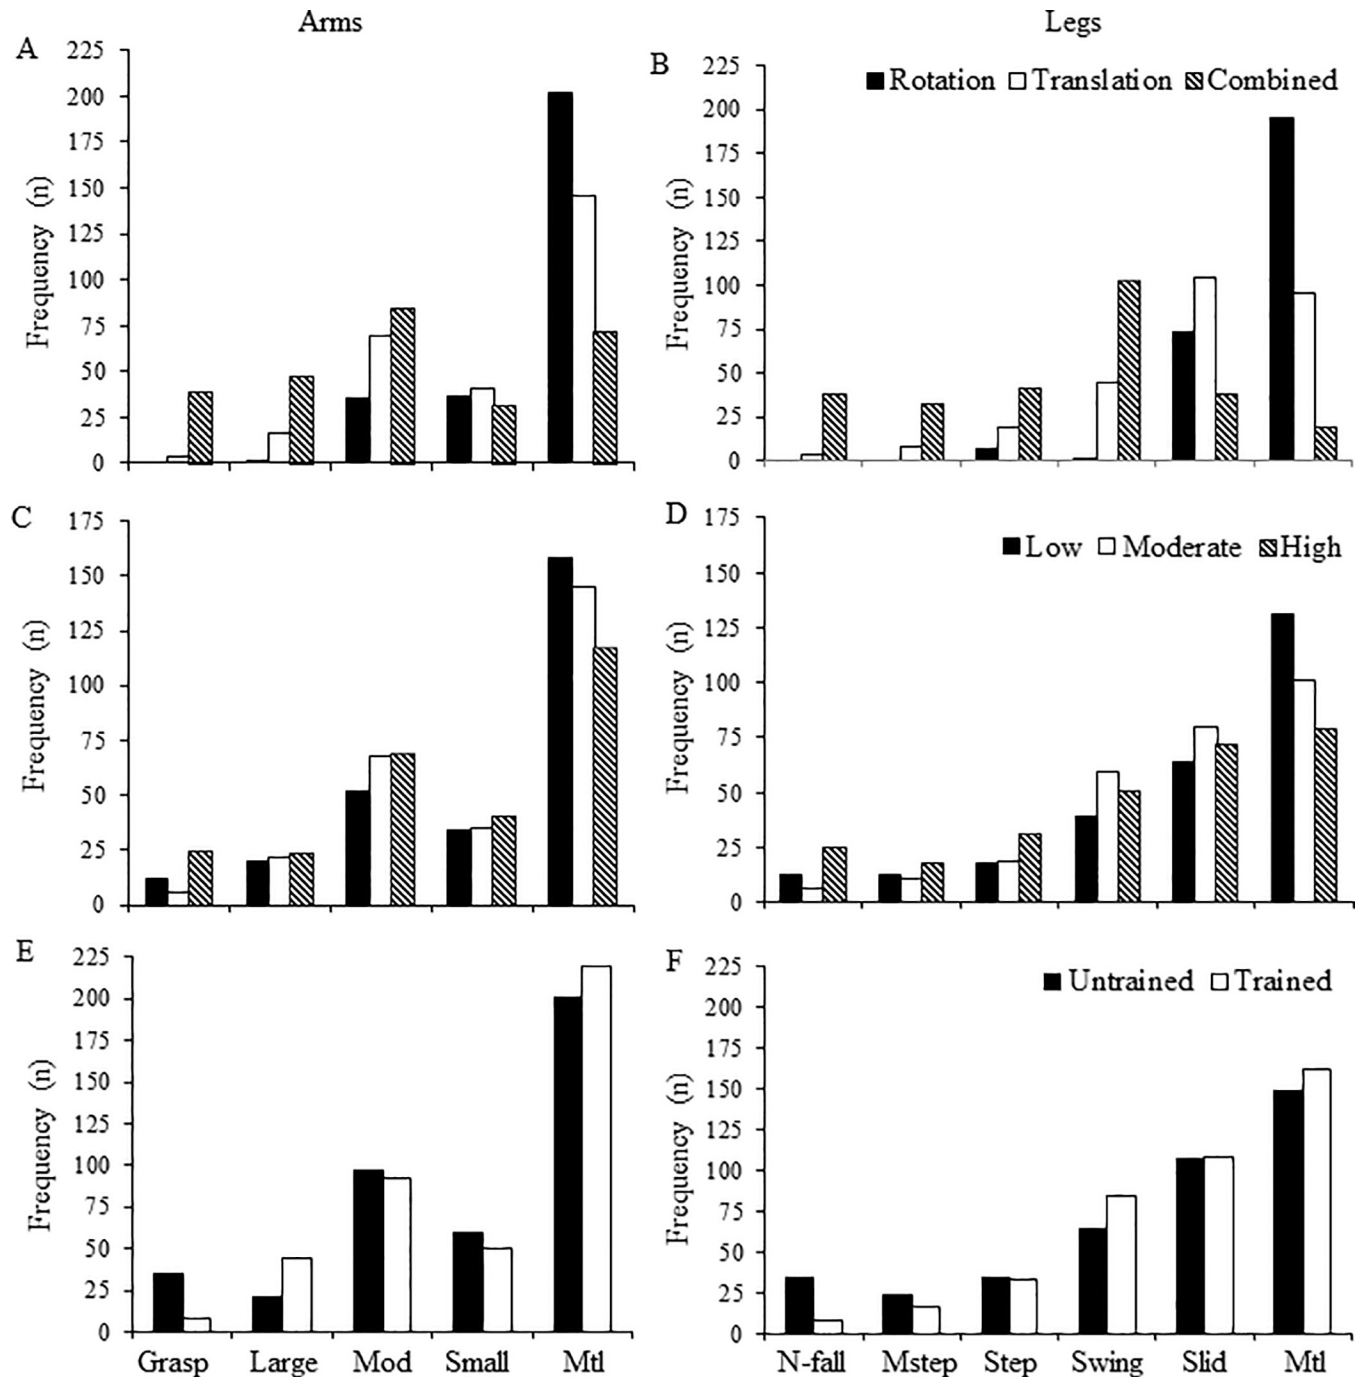 Arms
Legs
A
225
200
175
150
125
100
75
50
25
0
Frequency (n)
B
Rotation Translation Combined
225
200
175
150
125
100
75
50
25
0
Frequency (n)
C
175
150
125
100
75
50
25
0
Frequency (n)
D
Low Moderate High
175
150
125
100
75
50
25
0
Frequency (n)
E
225
200
175
150
125
100
75
50
25
0
Frequency (n)
Grasp Large Mod Small Mtl
F
Untrained Trained
225
200
175
150
125
100
75
50
25
0
Frequency (n)
N-fall Mstep Step Swing Slid Mtl